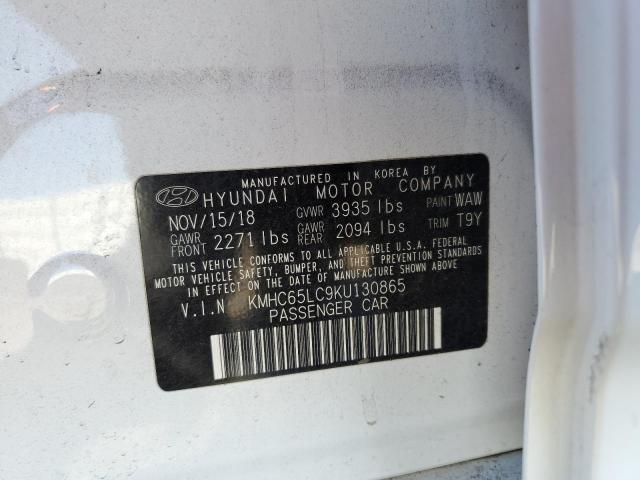 MANUFACTURED IN KOREA BY
HYUNDAI MOTOR COMPANY
NOV/15/18 GVWR 3935 lbs PAINT WAW
GAWR FRONT 2271 lbs GAWR REAR 2094 lbs TRIM T9Y
THIS VEHICLE CONFORMS TO ALL APPLICABLE U.S.A. FEDERAL
MOTOR VEHICLE SAFETY, BUMPER, AND THEFT PREVENTION STANDARDS
IN EFFECT ON THE DATE OF MANUFACTURE SHOWN ABOVE.
V.I.N KMHC65LC9KU130865
PASSENGER CAR